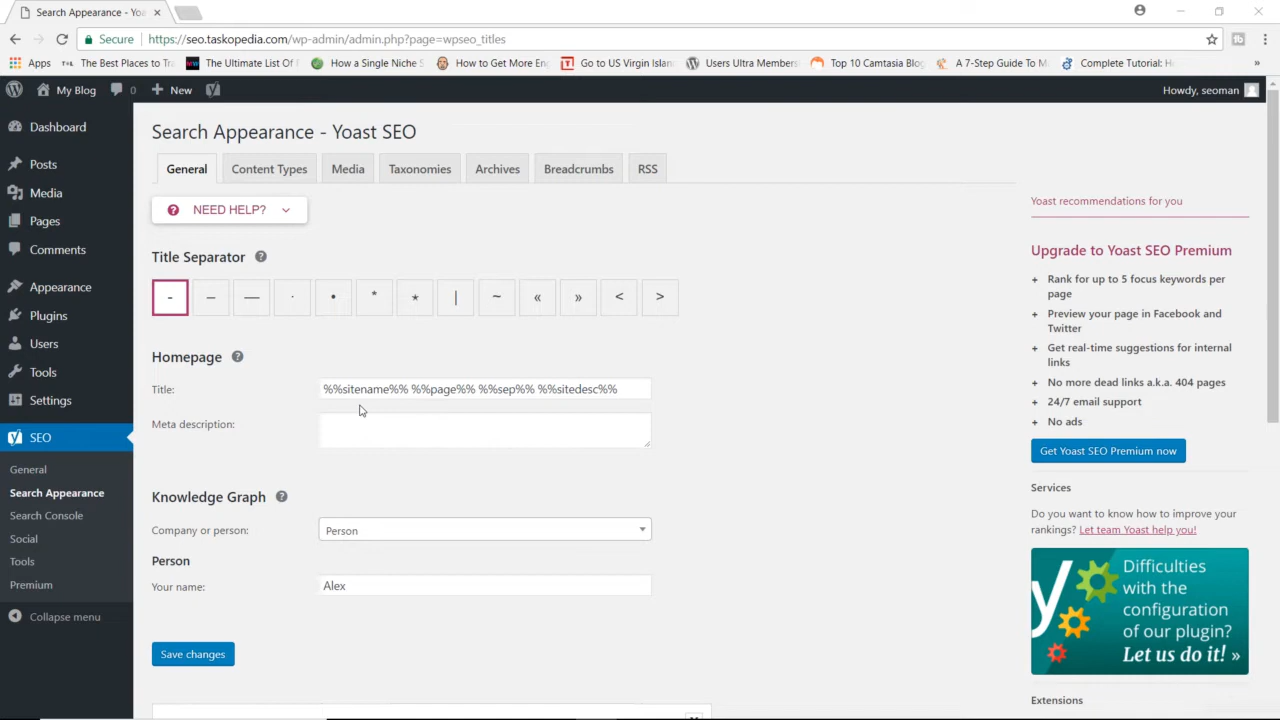 Search Appearance - Yo
Secure
https://seo.taskopedia.com/wp-admin/admin.php?page=wpseo_titles
Apps
The Best Places to Tr
The Ultimate List Of
How a Single Niche
How to Get More En
Go to US Virgin Islan
Users Ultra Members
Top 10 Camtasia Blog
A 7-Step Guide To M
Complete Tutorial: H
»
My Blog
0
New
Howdy, seoman
Dashboard
Posts
Media
Pages
Comments
Appearance
Plugins
Users
Tools
Settings
SEO
General
Search Appearance
Search Console
Social
Tools
Premium
Collapse menu
Search Appearance - Yoast SEO
General
Content Types
Media
Taxonomies
Archives
Breadcrumbs
RSS
NEED HELP?
Title Separator
- – — · • * ⋆ | ~ « » < >
Homepage
Title:
%%sitename%% %%page%% %%sep%% %%sitedesc%%
Meta description:
Knowledge Graph
Company or person:
Person
Person
Your name:
Alex
Save changes
Yoast recommendations for you
Upgrade to Yoast SEO Premium
+ Rank for up to 5 focus keywords per
page
+ Preview your page in Facebook and
Twitter
+ Get real-time suggestions for internal
links
+ No more dead links a.k.a. 404 pages
+ 24/7 email support
+ No ads
Get Yoast SEO Premium now
Services
Do you want to know how to improve your
rankings? Let team Yoast help you!
Difficulties
with the
configuration
of our plugin?
Let us do it! »
Extensions